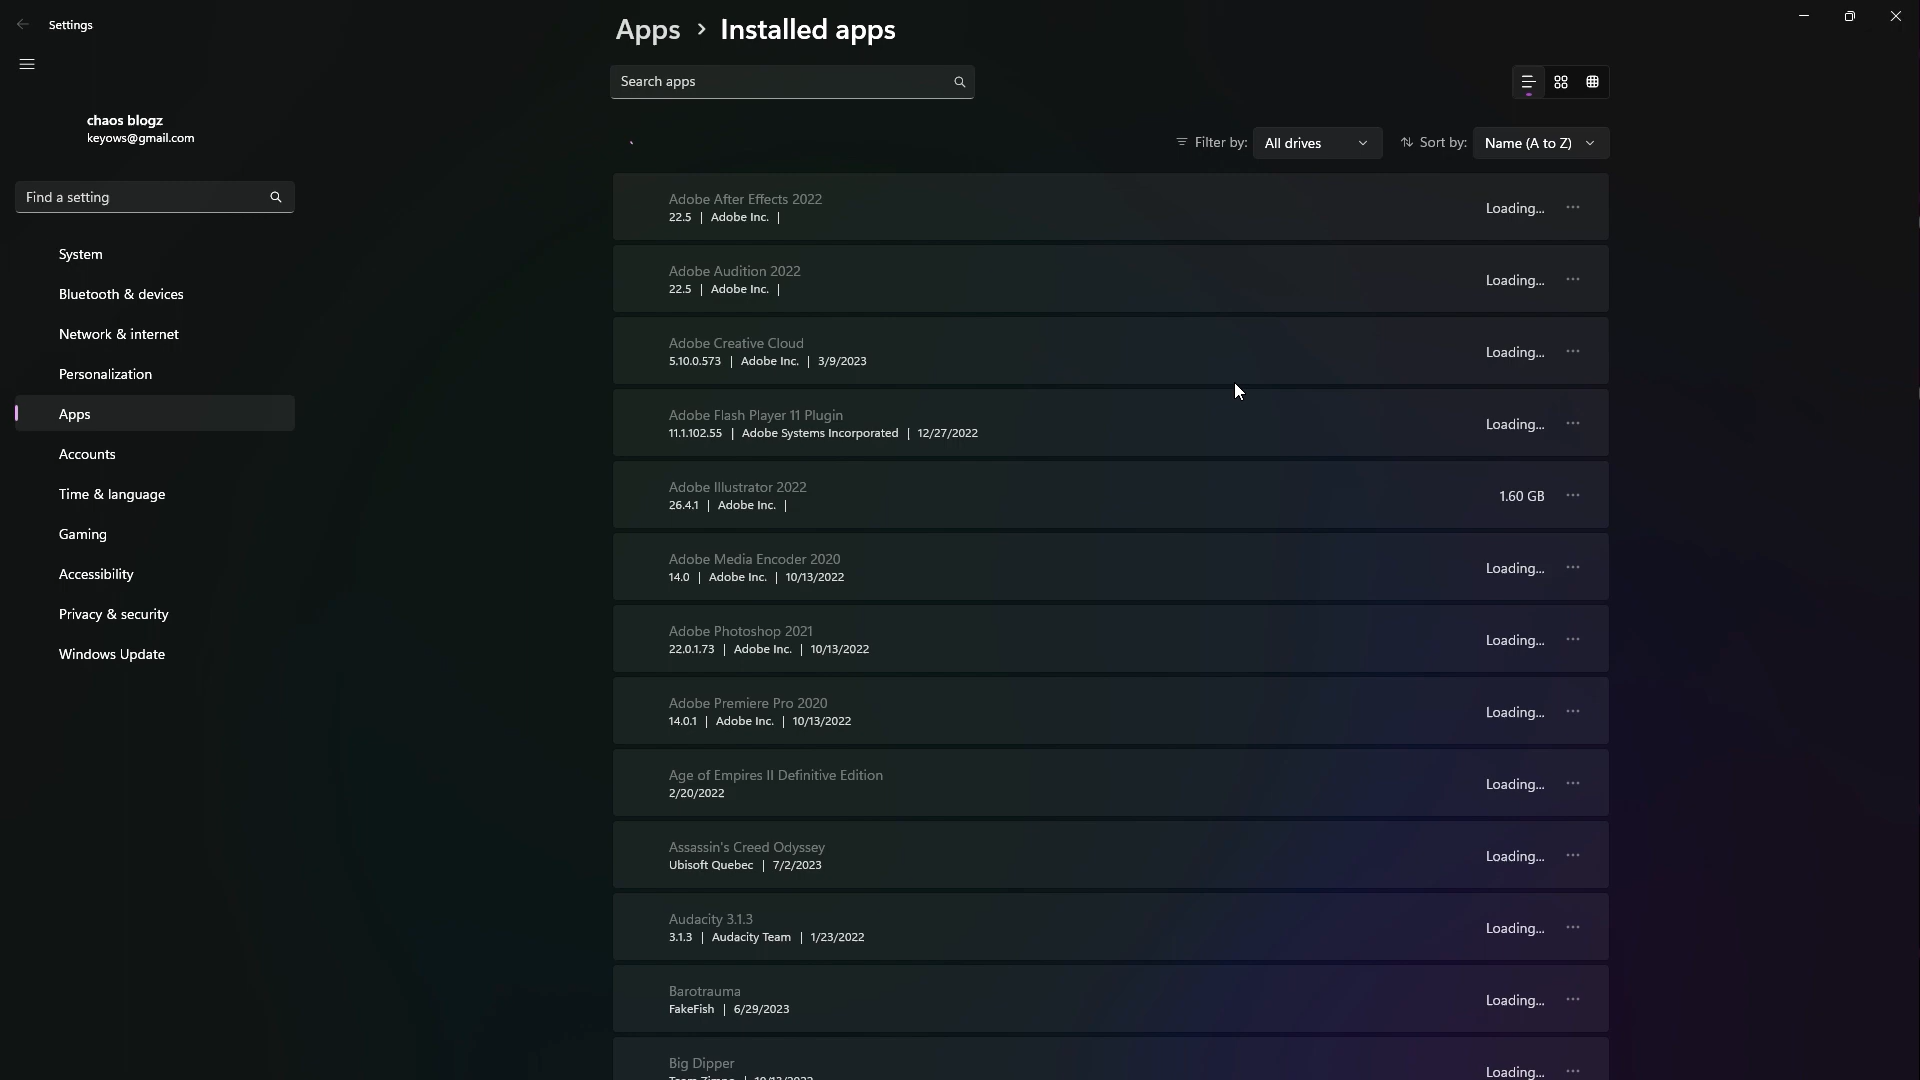 Settings
Apps > Installed apps
Search apps
chaos blogz
keyows@gmail.com
Filter by: All drives
Sort by: Name (A to Z)
Find a setting
System
Bluetooth & devices
Network & internet
Personalization
Apps
Accounts
Time & language
Gaming
Accessibility
Privacy & security
Windows Update
Adobe After Effects 2022
22.5 | Adobe Inc. |
Loading...
Adobe Audition 2022
22.5 | Adobe Inc. |
Loading...
Adobe Creative Cloud
5.10.0.573 | Adobe Inc. | 3/9/2023
Loading...
Adobe Flash Player 11 Plugin
11.1.102.55 | Adobe Systems Incorporated | 12/27/2022
Loading...
Adobe Illustrator 2022
26.4.1 | Adobe Inc. |
1.60 GB
Adobe Media Encoder 2020
14.0 | Adobe Inc. | 10/13/2022
Loading...
Adobe Photoshop 2021
22.0.1.73 | Adobe Inc. | 10/13/2022
Loading...
Adobe Premiere Pro 2020
14.0.1 | Adobe Inc. | 10/13/2022
Loading...
Age of Empires II Definitive Edition
2/20/2022
Loading...
Assassin's Creed Odyssey
Ubisoft Quebec | 7/2/2023
Loading...
Audacity 3.1.3
3.1.3 | Audacity Team | 1/23/2022
Loading...
Barotrauma
FakeFish | 6/29/2023
Loading...
Big Dipper
Loading...